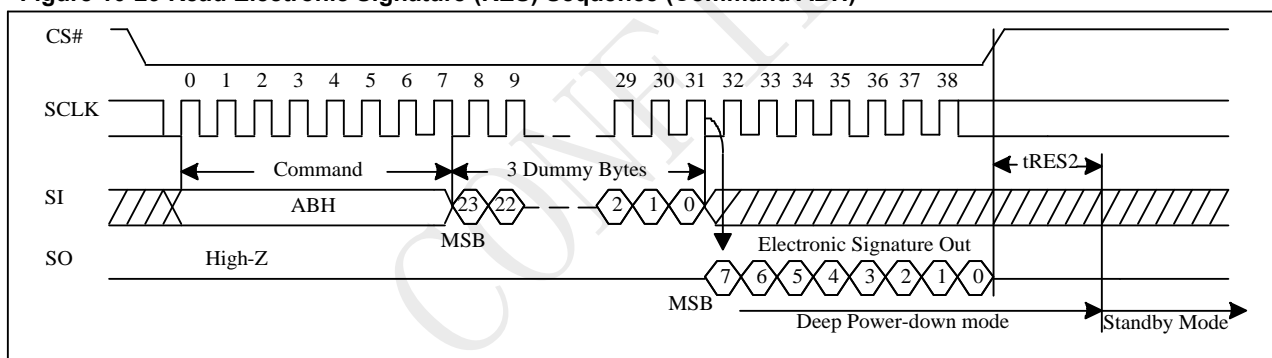 Figure 10-20 Read Electronic Signature (RES) Sequence (Command ABH)
CS#
0 1 2 3 4 5 6 7 8 9 29 30 31 32 33 34 35 36 37 38
SCLK
Command 3 Dummy Bytes tRES2
SI ABH 23 22 2 1 0
MSB
Electronic Signature Out
SO High-Z 7 6 5 4 3 2 1 0
MSB
Deep Power-down mode Standby Mode